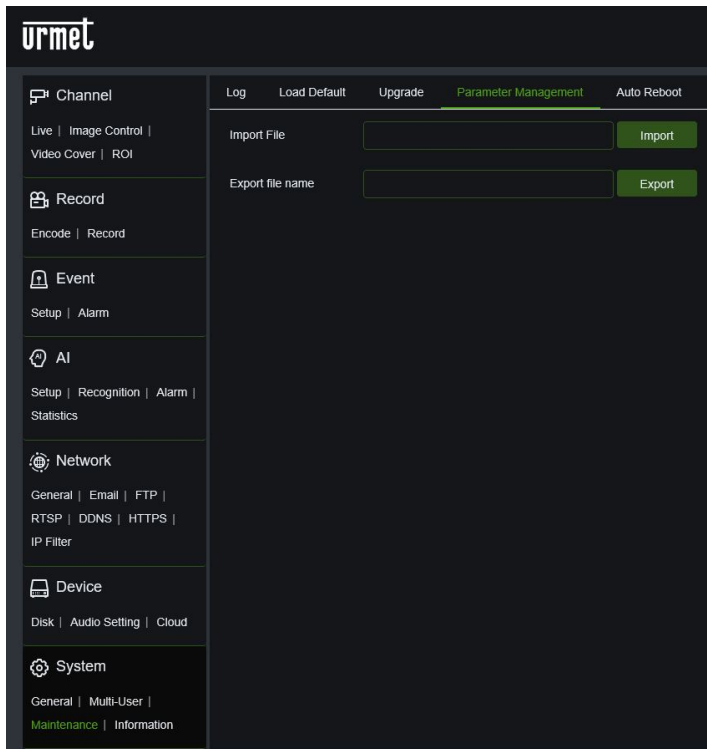 urmet
Channel
Live | Image Control |
Video Cover | ROI
Record
Encode | Record
Event
Setup | Alarm
AI
AI
Setup | Recognition | Alarm |
Statistics
Network
General | Email | FTP |
RTSP | DDNS | HTTPS |
IP Filter
Device
Disk | Audio Setting | Cloud
System
General | Multi-User |
Maintenance | Information
Log Load Default Upgrade Parameter Management Auto Reboot
Import File Import
Export file name Export